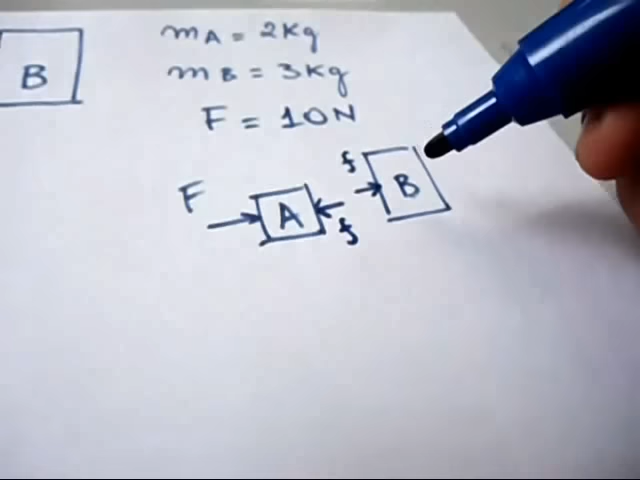 B
mA = 2Kg
mB = 3Kg
F = 10N
F
A
f
f
B